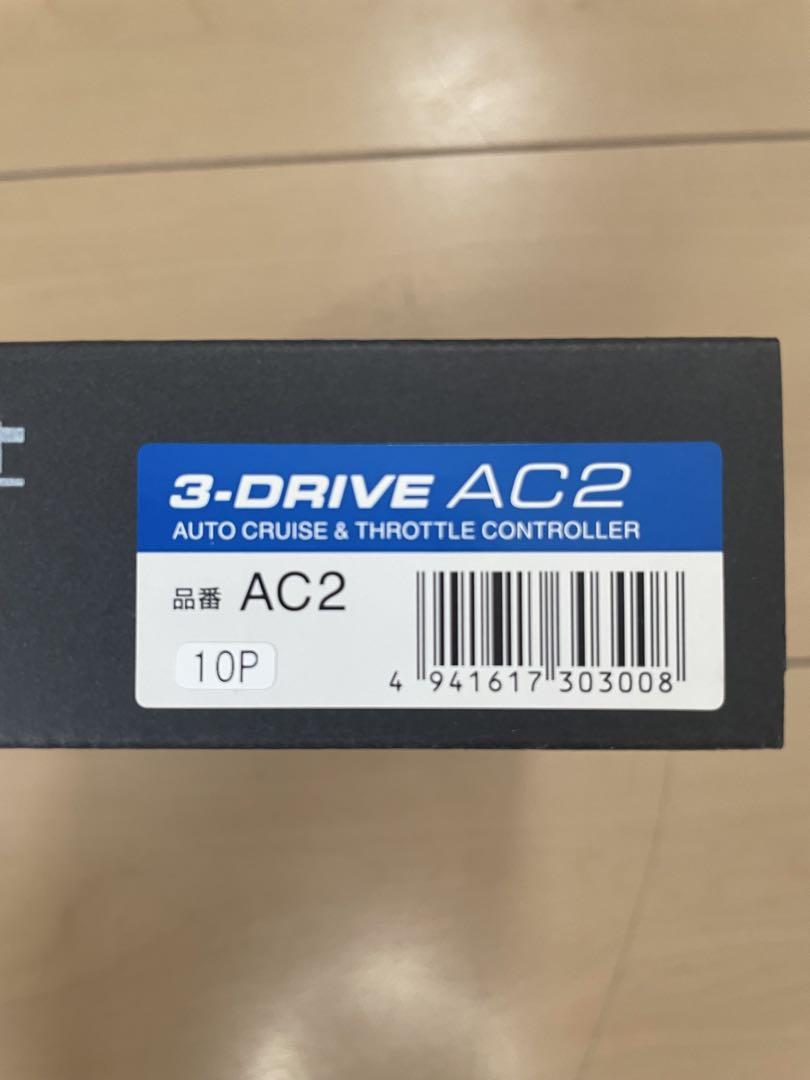 3-DRIVE AC2
AUTO CRUISE & THROTTLE CONTROLLER
品番 AC2
10P
4 941617 303008